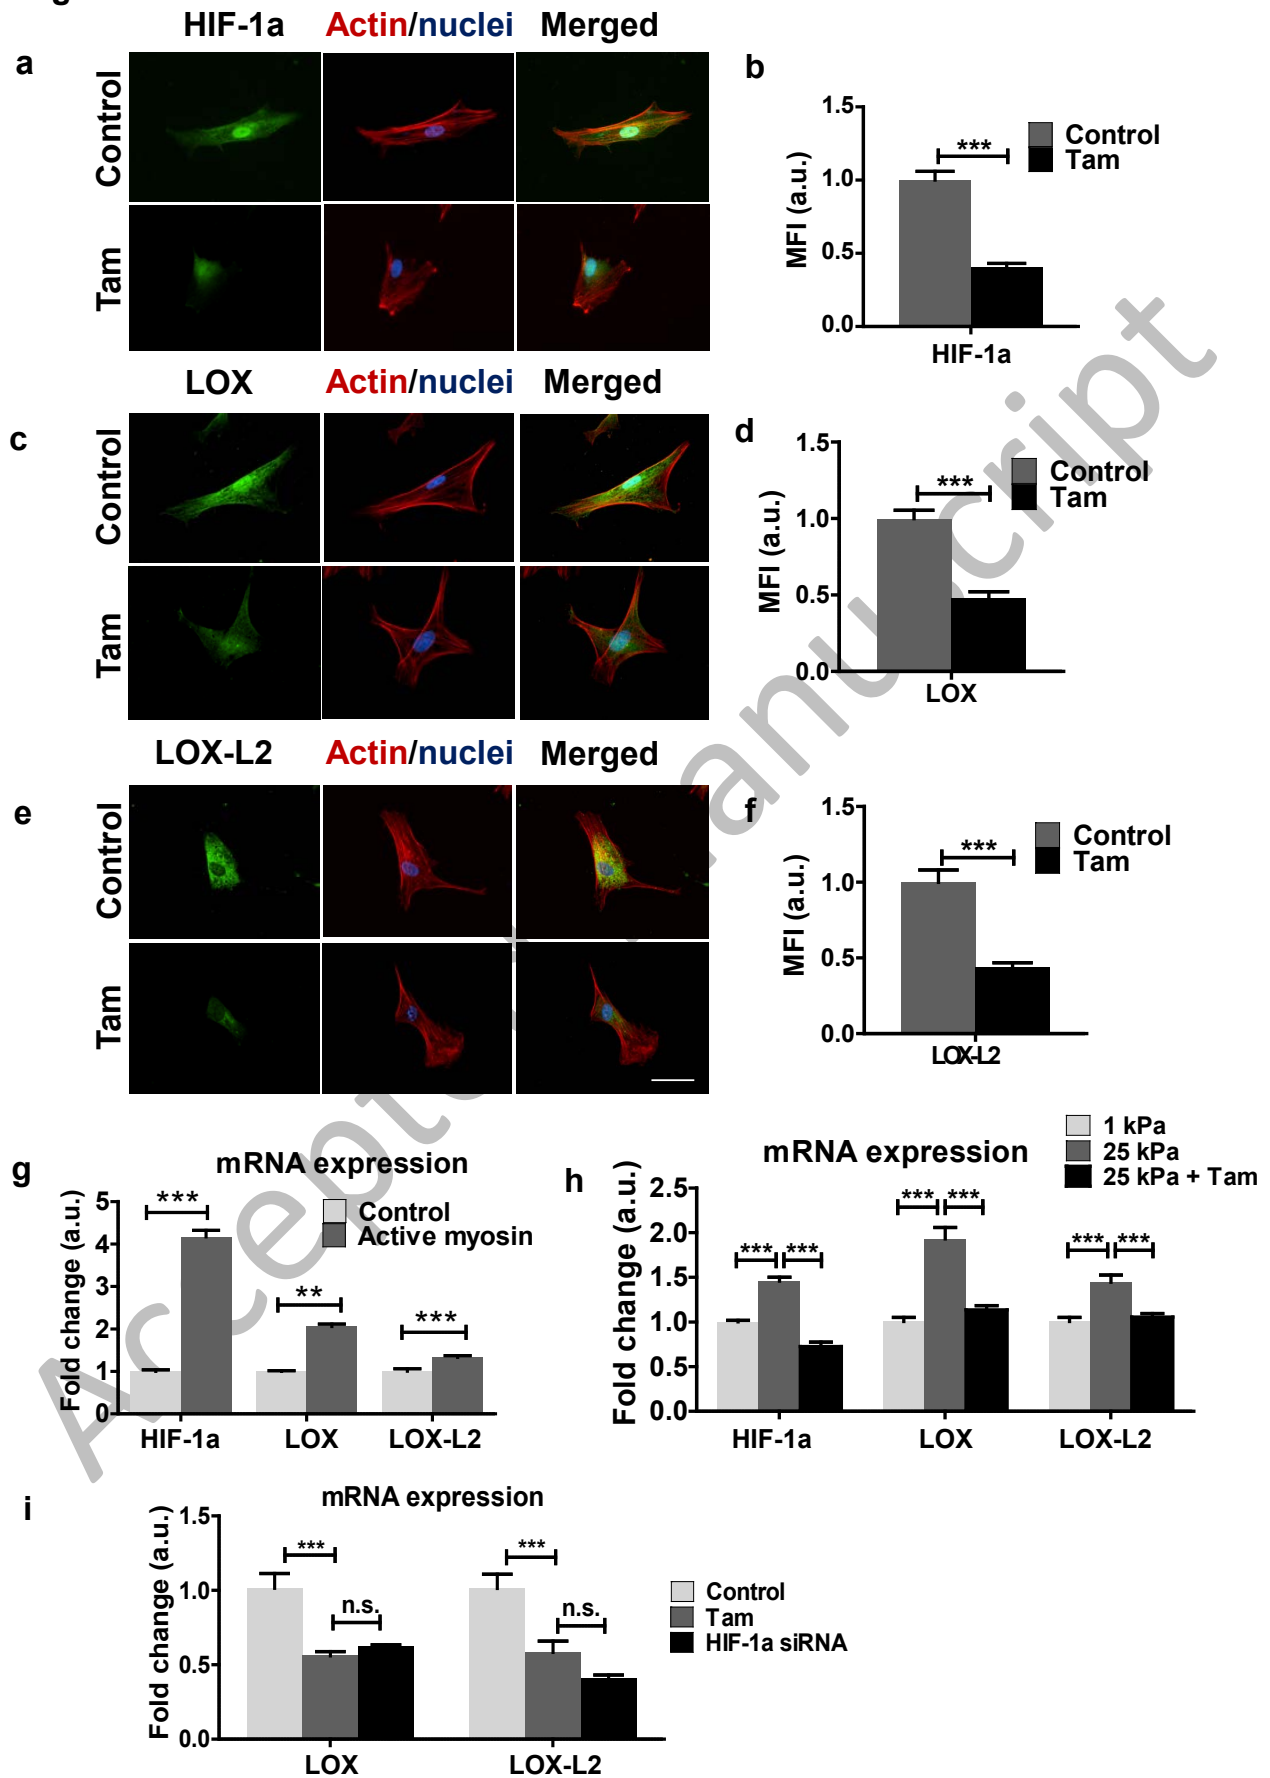 HIF-1a Actin/nuclei Merged
a
Control
Tam
b
1.5
1.0
0.5
0.0
MFI (a.u.)
***
Control
Tam
HIF-1a
LOX Actin/nuclei Merged
c
Control
Tam
d
1.5
1.0
0.5
0.0
MFI (a.u.)
***
Control
Tam
LOX
LOX-L2 Actin/nuclei Merged
e
Control
Tam
f
1.5
1.0
0.5
0.0
MFI (a.u.)
***
Control
Tam
LOX-L2
g
mRNA expression
Fold change (a.u.)
5
4
3
2
1
0
***
**
***
Control
Active myosin
HIF-1a LOX LOX-L2
h
mRNA expression
1 kPa
25 kPa
25 kPa + Tam
Fold change (a.u.)
2.5
2.0
1.5
1.0
0.5
0.0
*** ***
*** ***
*** ***
HIF-1a LOX LOX-L2
i
mRNA expression
Fold change (a.u.)
1.5
1.0
0.5
0.0
***
n.s.
***
n.s.
Control
Tam
HIF-1a siRNA
LOX LOX-L2